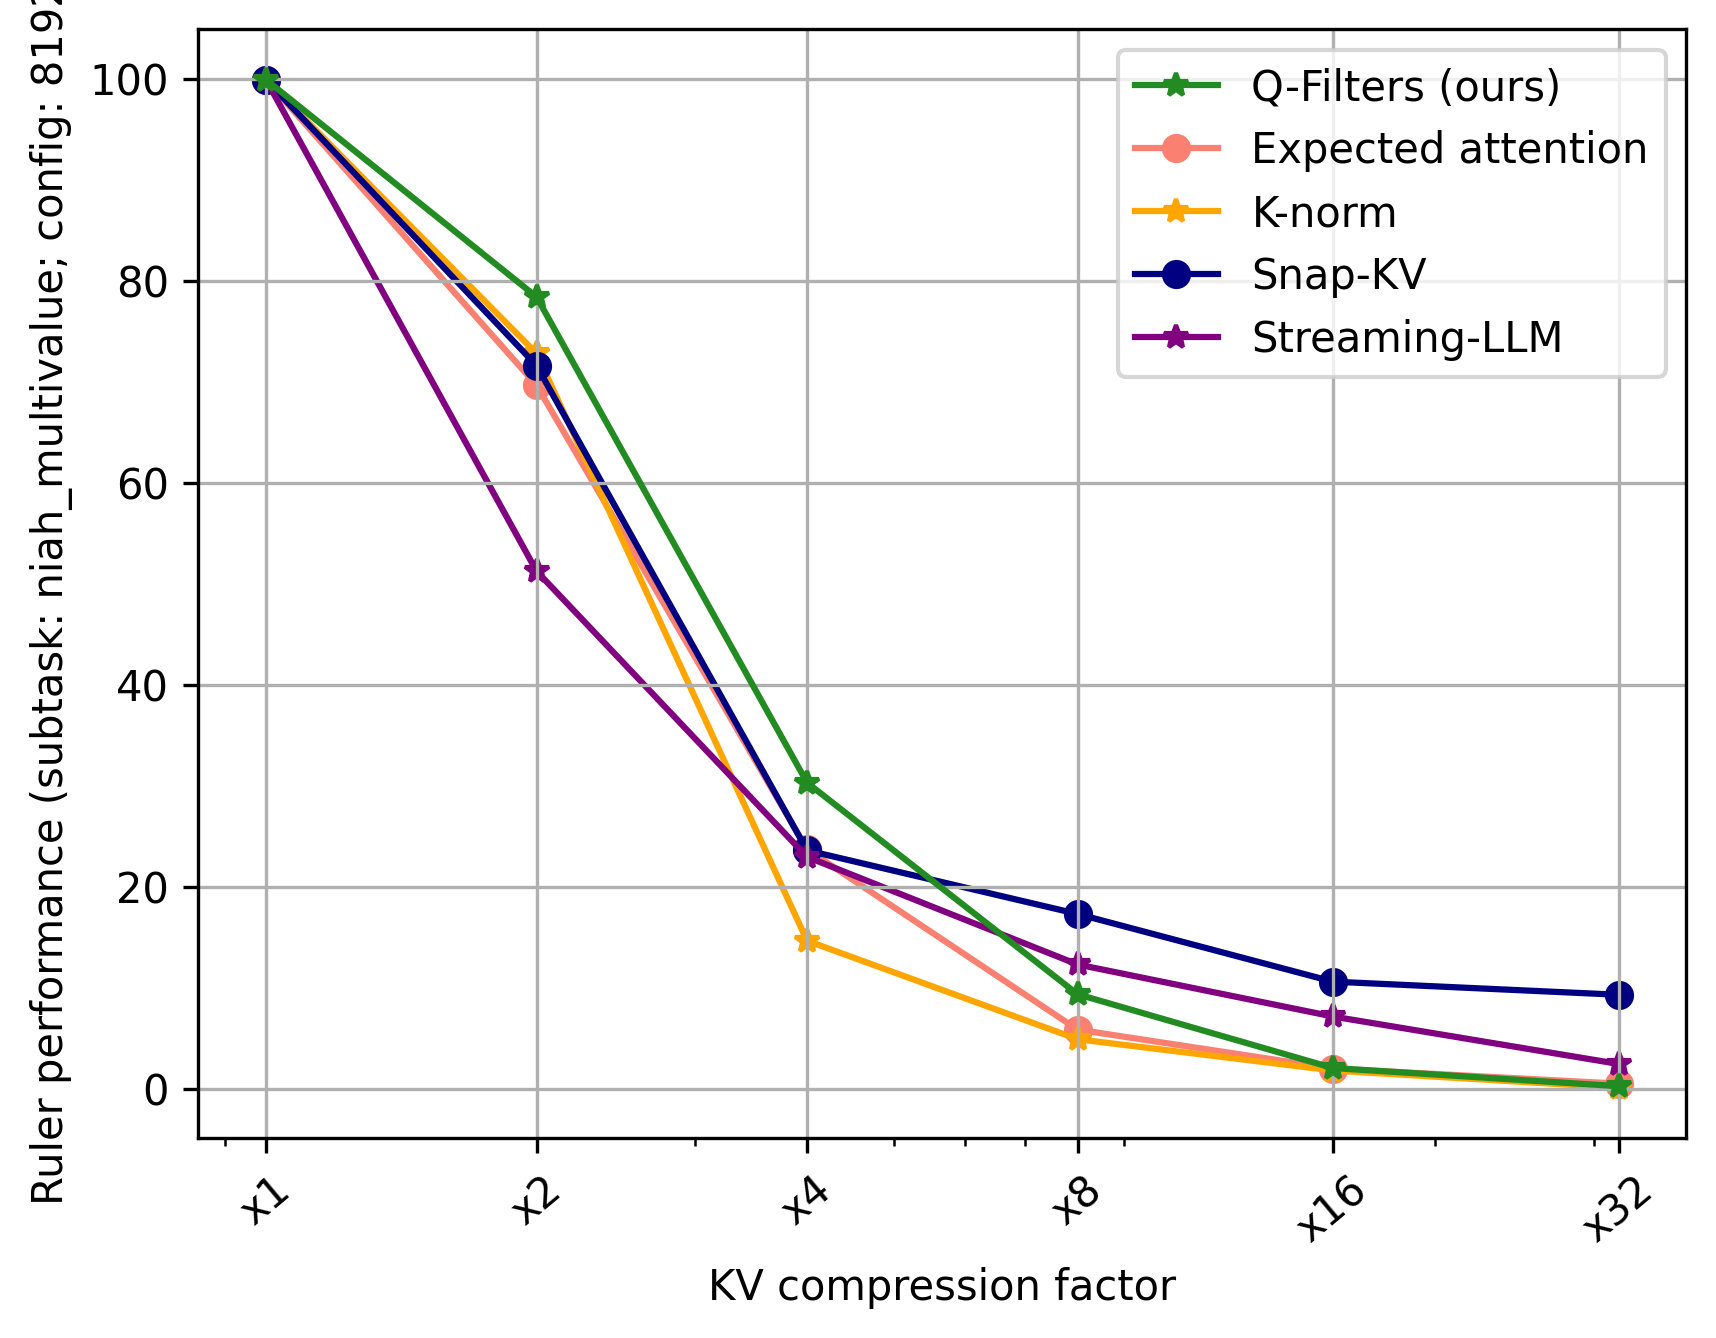 Ruler performance (subtask: niah_multivalue; config: 8192
100
80
60
40
20
0
Q-Filters (ours)
Expected attention
K-norm
Snap-KV
Streaming-LLM
x1
x2
x4
x8
x16
x32
KV compression factor